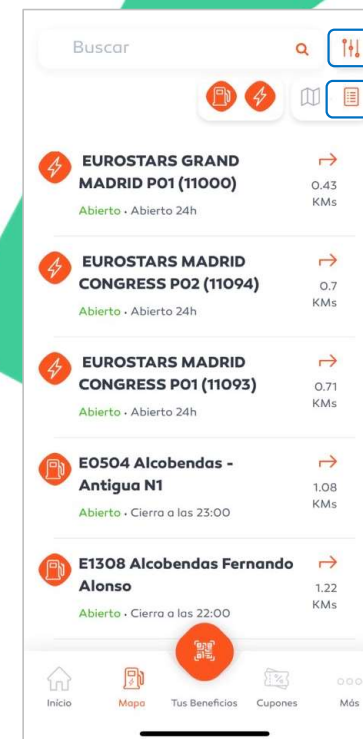 Buscar
EUROSTARS GRAND
MADRID P01 (11000)
0.43
KMs
Abierto • Abierto 24h
EUROSTARS MADRID
CONGRESS P02 (11094)
0.7
KMs
Abierto • Abierto 24h
EUROSTARS MADRID
CONGRESS P01 (11093)
0.71
KMs
Abierto • Abierto 24h
E0504 Alcobendas -
Antigua N1
1.08
KMs
Abierto • Cierra a las 23:00
E1308 Alcobendas Fernando
Alonso
1.22
KMs
Abierto • Cierra a las 22:00
Inicio
Mapa
Tus Beneficios
Cupones
Más